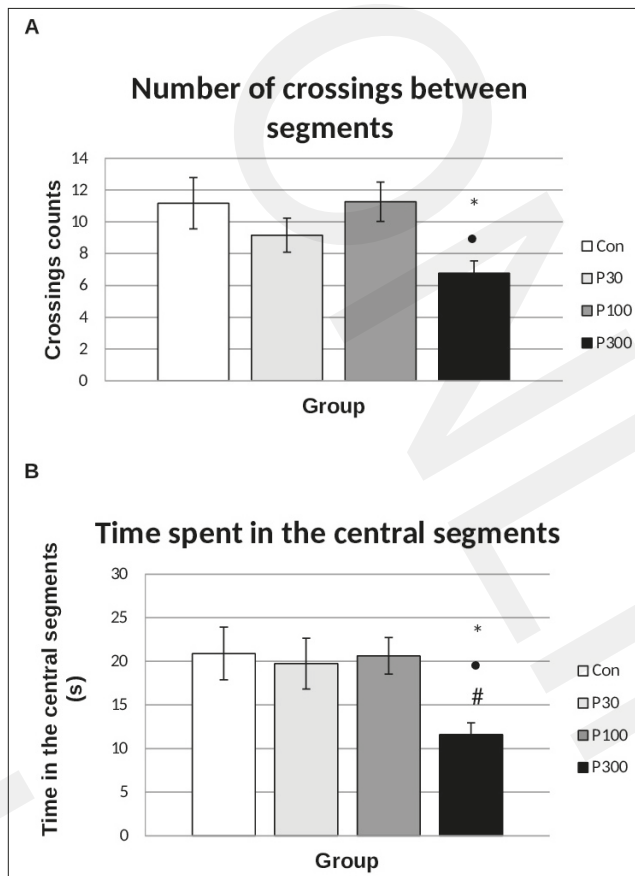 A
Number of crossings between
segments
Crossings counts
14
12
10
8
6
4
2
0
*
●
Con
P30
P100
P300
Group
B
Time spent in the central segments
Time in the central segments
(s)
30
25
20
15
10
5
0
*
●
#
Con
P30
P100
P300
Group